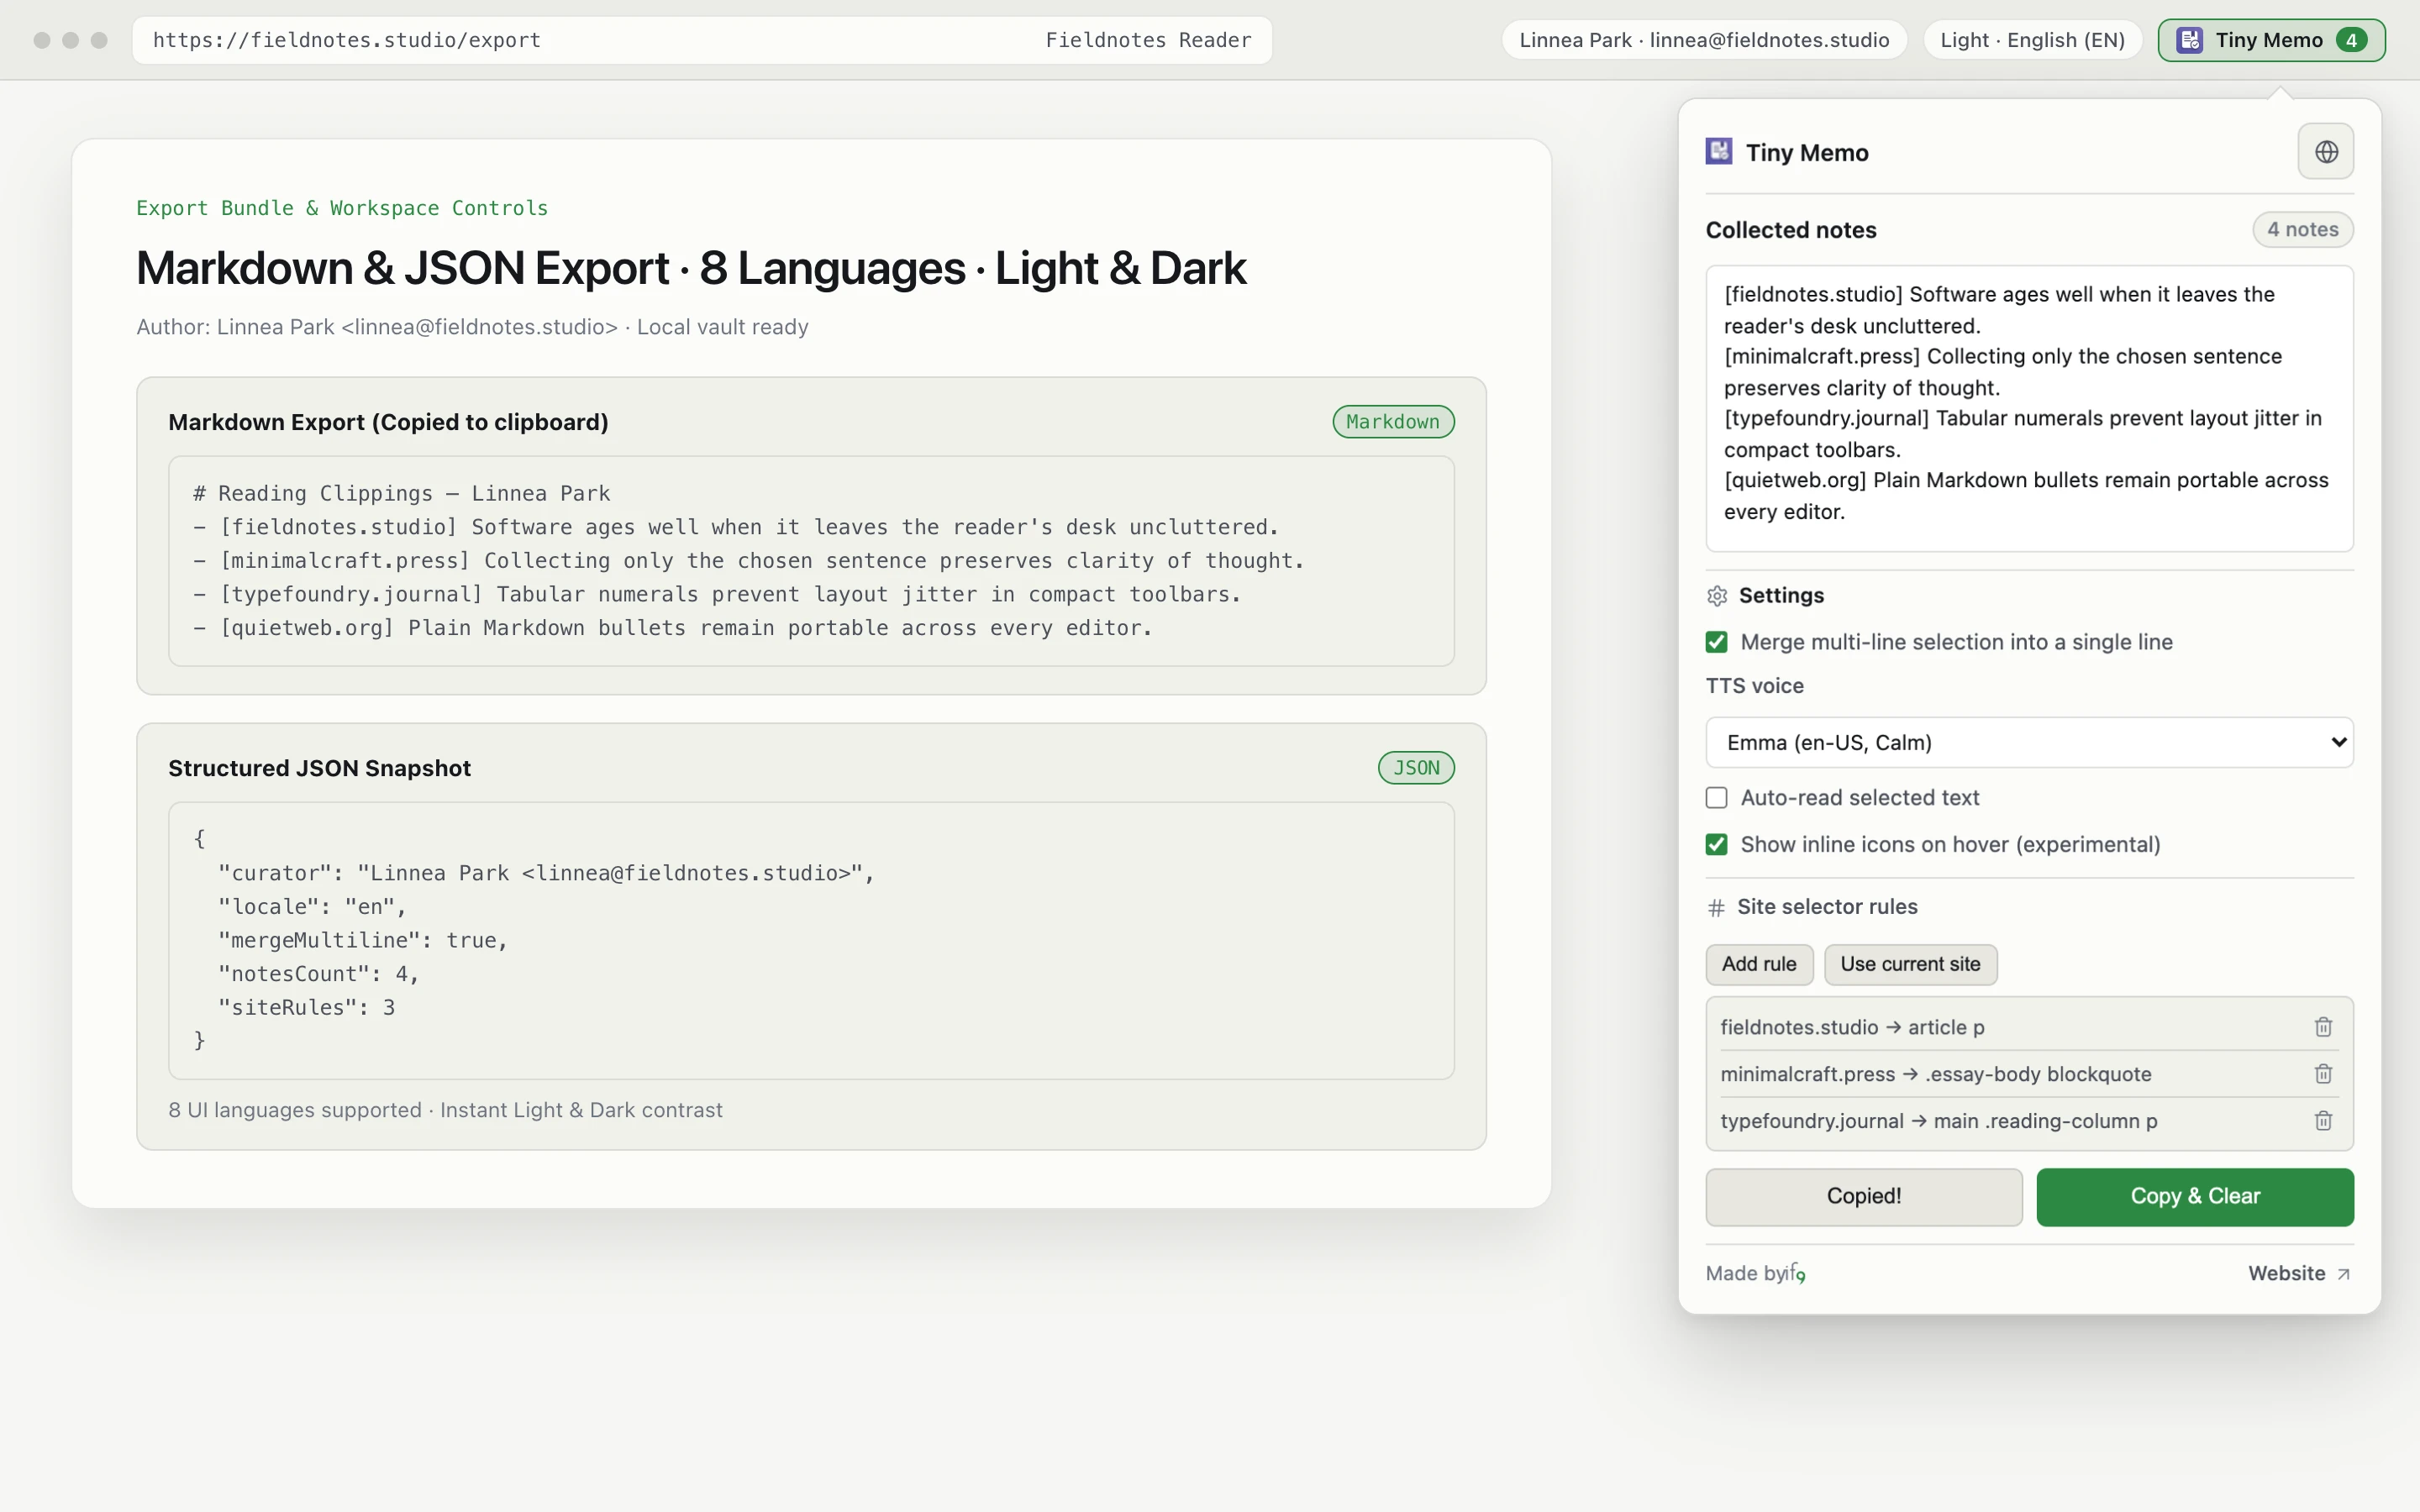 https://fieldnotes.studio/export
Fieldnotes Reader
Linnea Park · linnea@fieldnotes.studio
Light · English (EN)
Tiny Memo 4
Export Bundle & Workspace Controls
Markdown & JSON Export · 8 Languages · Light & Dark
Author: Linnea Park <linnea@fieldnotes.studio> · Local vault ready
Markdown Export (Copied to clipboard)
Markdown
# Reading Clippings — Linnea Park
- [fieldnotes.studio] Software ages well when it leaves the reader's desk uncluttered.
- [minimalcraft.press] Collecting only the chosen sentence preserves clarity of thought.
- [typefoundry.journal] Tabular numerals prevent layout jitter in compact toolbars.
- [quietweb.org] Plain Markdown bullets remain portable across every editor.
Structured JSON Snapshot
JSON
{
"curator": "Linnea Park <linnea@fieldnotes.studio>",
"locale": "en",
"mergeMultiline": true,
"notesCount": 4,
"siteRules": 3
}
8 UI languages supported · Instant Light & Dark contrast
Tiny Memo
Collected notes
4 notes
[fieldnotes.studio] Software ages well when it leaves the
reader's desk uncluttered.
[minimalcraft.press] Collecting only the chosen sentence
preserves clarity of thought.
[typefoundry.journal] Tabular numerals prevent layout jitter in
compact toolbars.
[quietweb.org] Plain Markdown bullets remain portable across
every editor.
Settings
Merge multi-line selection into a single line
TTS voice
Emma (en-US, Calm)
Auto-read selected text
Show inline icons on hover (experimental)
# Site selector rules
Add rule
Use current site
fieldnotes.studio → article p
minimalcraft.press → .essay-body blockquote
typefoundry.journal → main .reading-column p
Copied!
Copy & Clear
Made by if9
Website ↗